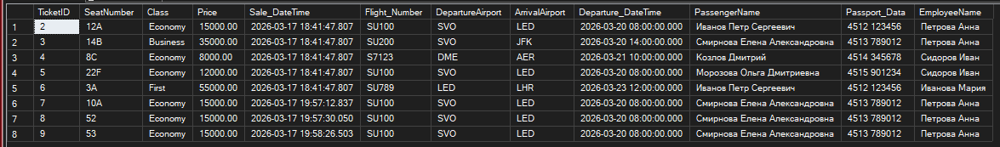 TicketID SeatNumber Class Price Sale_DateTime Flight_Number DepartureAirport ArrivalAirport Departure_DateTime PassengerName Passport_Data EmployeeName
1 2 12A Economy 15000.00 2026-03-17 18:41:47.807 SU100 SVO LED 2026-03-20 08:00:00.000 Иванов Петр Сергеевич 4512 123456 Петрова Анна
2 3 14B Business 35000.00 2026-03-17 18:41:47.807 SU200 SVO JFK 2026-03-20 14:00:00.000 Смирнова Елена Александровна 4513 789012 Петрова Анна
3 4 8C Economy 8000.00 2026-03-17 18:41:47.807 S7123 DME AER 2026-03-21 10:00:00.000 Козлов Дмитрий 4514 345678 Сидоров Иван
4 5 22F Economy 12000.00 2026-03-17 18:41:47.807 SU100 SVO LED 2026-03-20 08:00:00.000 Морозова Ольга Дмитриевна 4515 901234 Сидоров Иван
5 6 3A First 55000.00 2026-03-17 18:41:47.807 SU789 LED LHR 2026-03-23 12:00:00.000 Иванов Петр Сергеевич 4512 123456 Иванова Мария
6 7 10A Economy 15000.00 2026-03-17 19:57:12.837 SU100 SVO LED 2026-03-20 08:00:00.000 Смирнова Елена Александровна 4513 789012 Петрова Анна
7 8 52 Economy 15000.00 2026-03-17 19:57:30.050 SU100 SVO LED 2026-03-20 08:00:00.000 Смирнова Елена Александровна 4513 789012 Петрова Анна
8 9 53 Economy 15000.00 2026-03-17 19:58:26.503 SU100 SVO LED 2026-03-20 08:00:00.000 Смирнова Елена Александровна 4513 789012 Петрова Анна